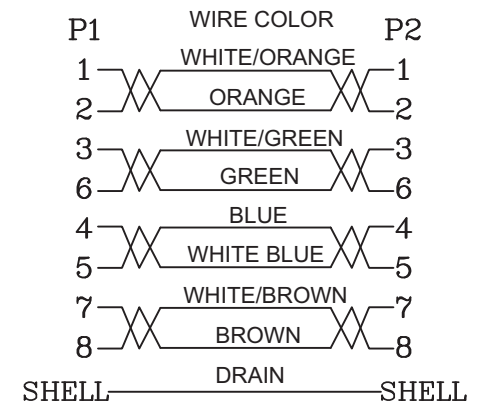 WIRE COLOR
P1 P2
WHITE/ORANGE
1 1
ORANGE
2 2
WHITE/GREEN
3 3
GREEN
6 6
BLUE
4 4
WHITE BLUE
5 5
WHITE/BROWN
7 7
BROWN
8 8
DRAIN
SHELL SHELL